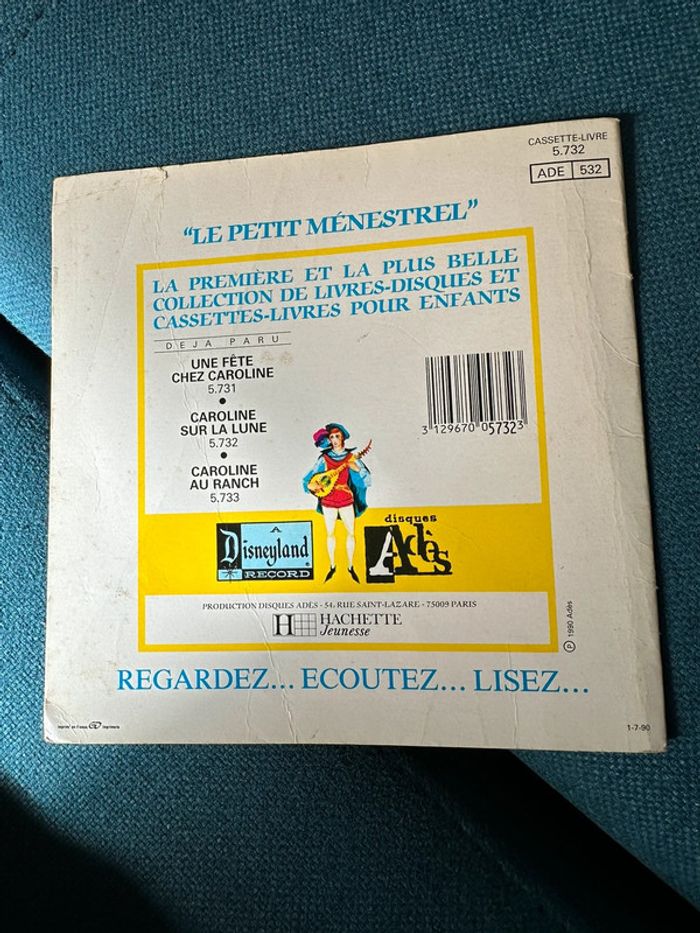 CASSETTE-LIVRE
5.732
ADE 532
"LE PETIT MÉNESTREL"
LA PREMIÈRE ET LA PLUS BELLE
COLLECTION DE LIVRES-DISQUES ET
CASSETTES-LIVRES POUR ENFANTS
DEJA PARU
UNE FÊTE
CHEZ CAROLINE
5.731
•
CAROLINE
SUR LA LUNE
5.732
•
CAROLINE
AU RANCH
5.733
3 129670 057323
A
Disneyland
RECORD
disques
Adès
PRODUCTION DISQUES ADÈS - 54, RUE SAINT-LAZARE - 75009 PARIS
H HACHETTE
Jeunesse
℗ 1990 Adès
REGARDEZ... ECOUTEZ... LISEZ...
1-7-90